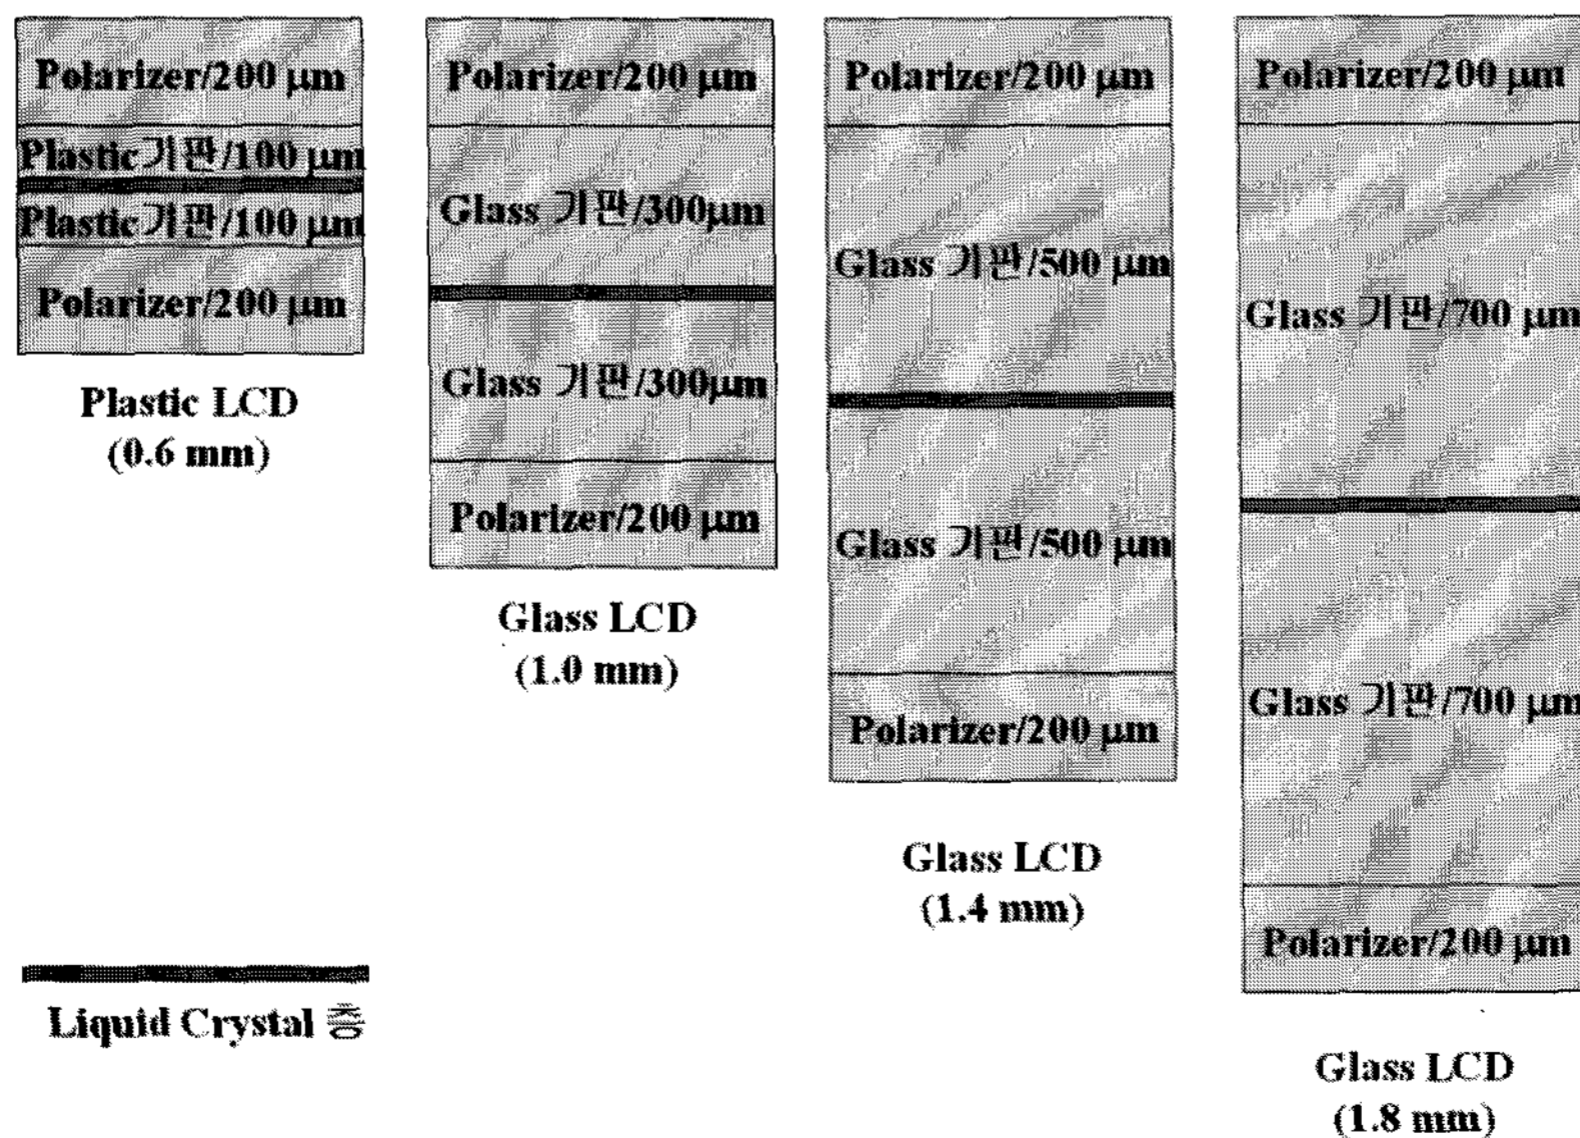 Polarizer/200 μm
Plastic기판/100 μm
Plastic기판/100 μm
Polarizer/200 μm
Plastic LCD
(0.6 mm)
Polarizer/200 μm
Glass 기판/300μm
Glass 기판/300μm
Polarizer/200 μm
Glass LCD
(1.0 mm)
Polarizer/200 μm
Glass 기판/500 μm
Glass 기판/500 μm
Polarizer/200 μm
Glass LCD
(1.4 mm)
Polarizer/200 μm
Glass 기판/700 μm
Glass 기판/700 μm
Polarizer/200 μm
Glass LCD
(1.8 mm)
Liquid Crystal 층